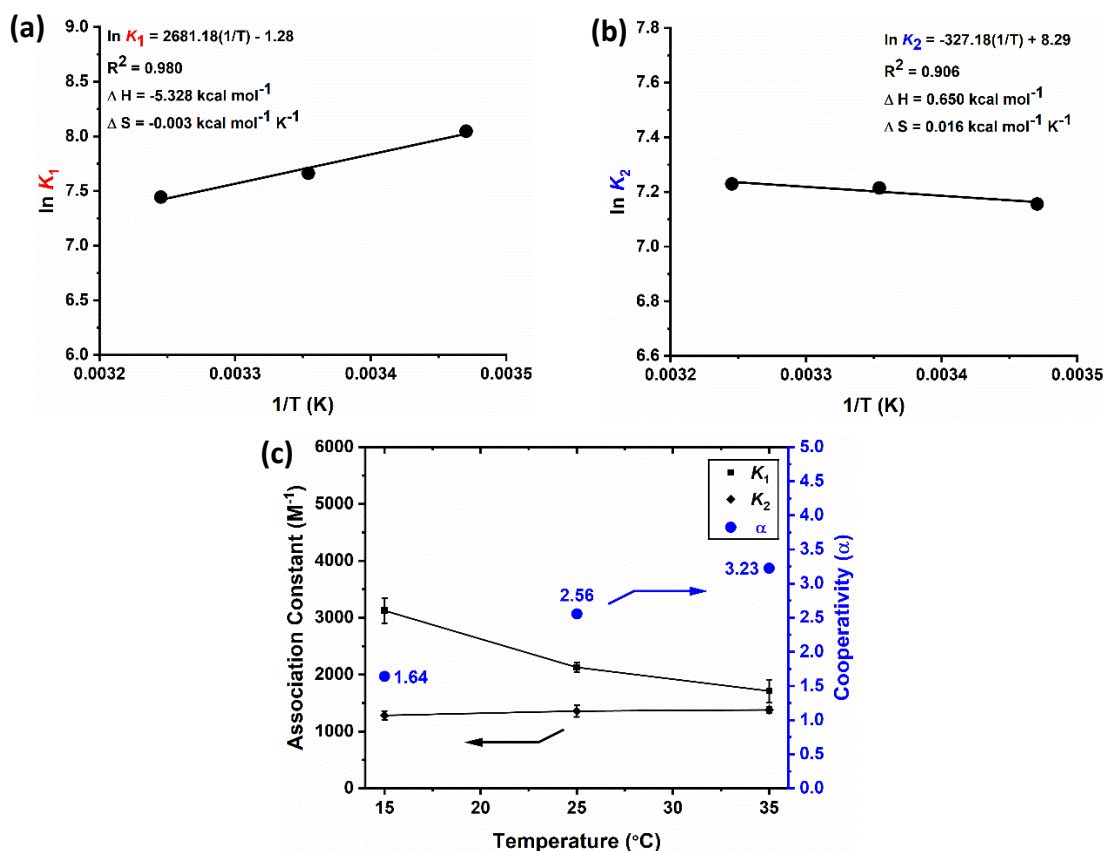 (a)
ln K₁ = 2681.18(1/T) - 1.28
R² = 0.980
Δ H = -5.328 kcal mol⁻¹
Δ S = -0.003 kcal mol⁻¹ K⁻¹
ln K₁
9.0
8.5
8.0
7.5
7.0
6.5
6.0
0.0032
0.0033
0.0034
0.0035
1/T (K)
(b)
ln K₂ = -327.18(1/T) + 8.29
R² = 0.906
Δ H = 0.650 kcal mol⁻¹
Δ S = 0.016 kcal mol⁻¹ K⁻¹
ln K₂
7.8
7.6
7.4
7.2
7.0
6.8
6.6
0.0032
0.0033
0.0034
0.0035
1/T (K)
(c)
Association Constant (M⁻¹)
6000
5000
4000
3000
2000
1000
0
K₁
K₂
α
1.64
2.56
3.23
5.0
4.5
4.0
3.5
3.0
2.5
2.0
1.5
1.0
0.5
0.0
Cooperativity (α)
15
20
25
30
35
Temperature (°C)